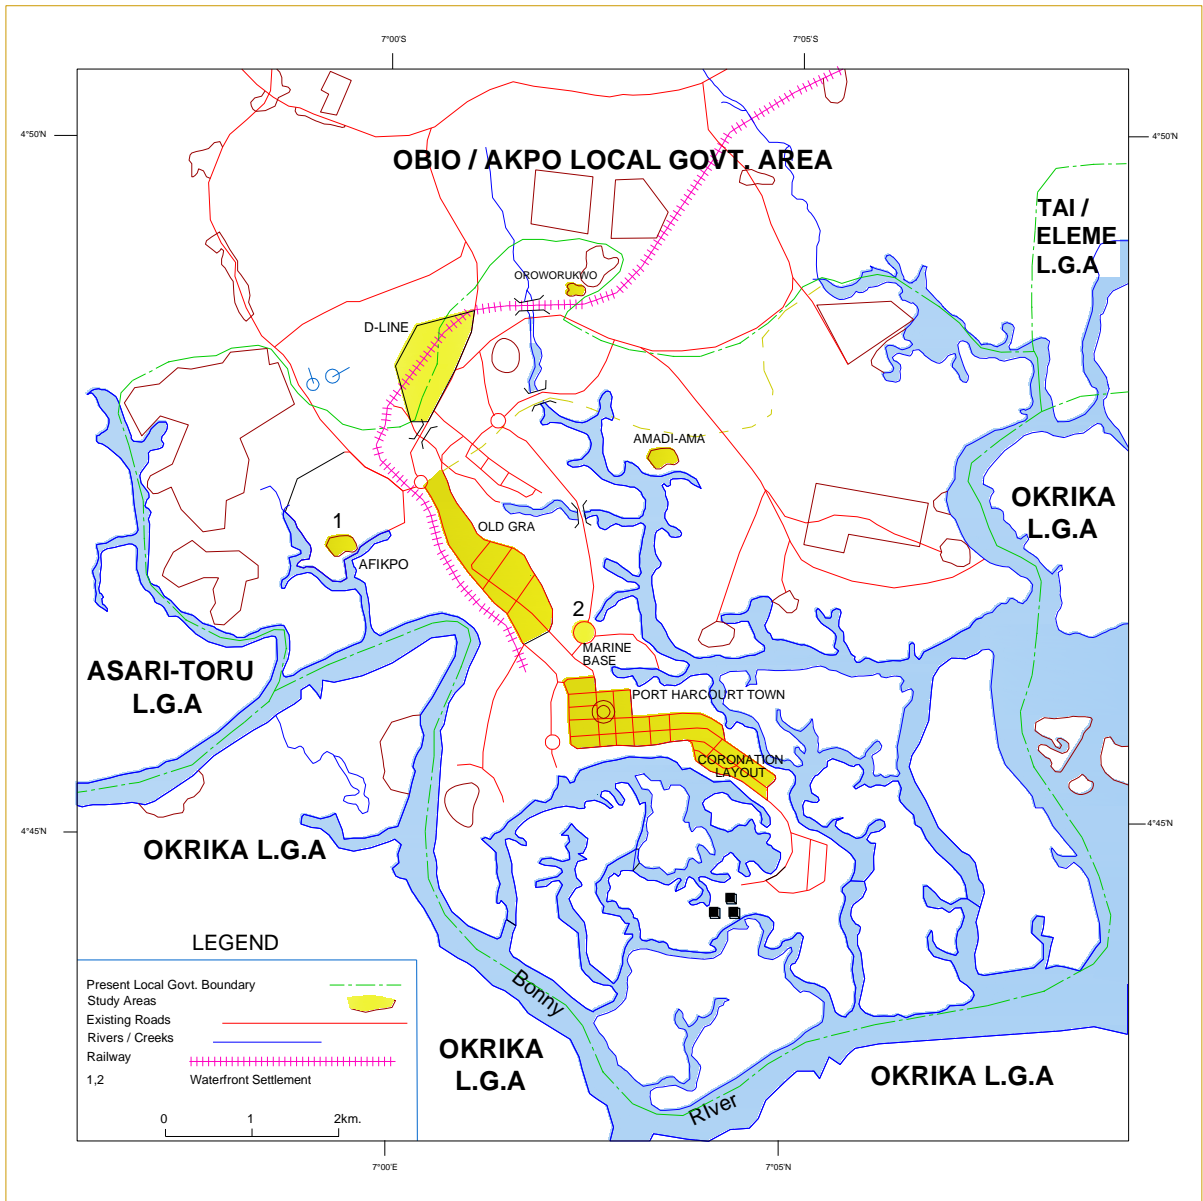 7°00'S
7°05'S
4°50'N
4°50'N
OBIO / AKPO LOCAL GOVT. AREA
TAI /
ELEME
L.G.A
OROWORUKWO
D-LINE
AMADI-AMA
OKRIKA
L.G.A
OLD GRA
1
AFIKPO
2
MARINE
BASE
ASARI-TORU
L.G.A
PORT HARCOURT TOWN
CORONATION
LAYOUT
4°45'N
4°45'N
OKRIKA L.G.A
Bonny
RIver
OKRIKA
L.G.A
OKRIKA L.G.A
LEGEND
Present Local Govt. Boundary
Study Areas
Existing Roads
Rivers / Creeks
Railway
1,2 Waterfront Settlement
0 1 2km.
7°00'E
7°05'N